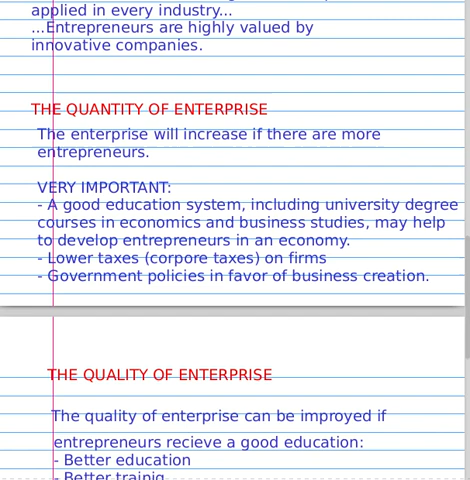 applied in every industry...
...Entrepreneurs are highly valued by
innovative companies.
THE QUANTITY OF ENTERPRISE
The enterprise will increase if there are more
entrepreneurs.
VERY IMPORTANT:
- A good education system, including university degree
courses in economics and business studies, may help
to develop entrepreneurs in an economy.
- Lower taxes (corpore taxes) on firms
- Government policies in favor of business creation.
THE QUALITY OF ENTERPRISE
The quality of enterprise can be improyed if
entrepreneurs recieve a good education:
- Better education
- Better trainig